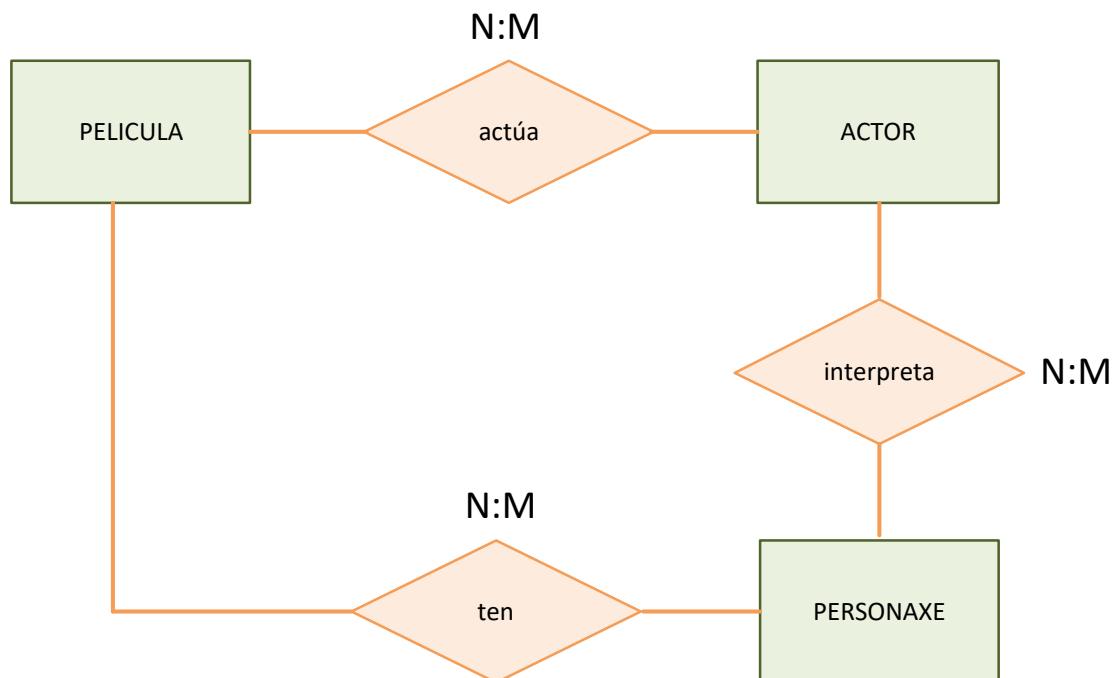 N:M
PELICULA
actúa
ACTOR
interpreta
N:M
N:M
ten
PERSONAXE